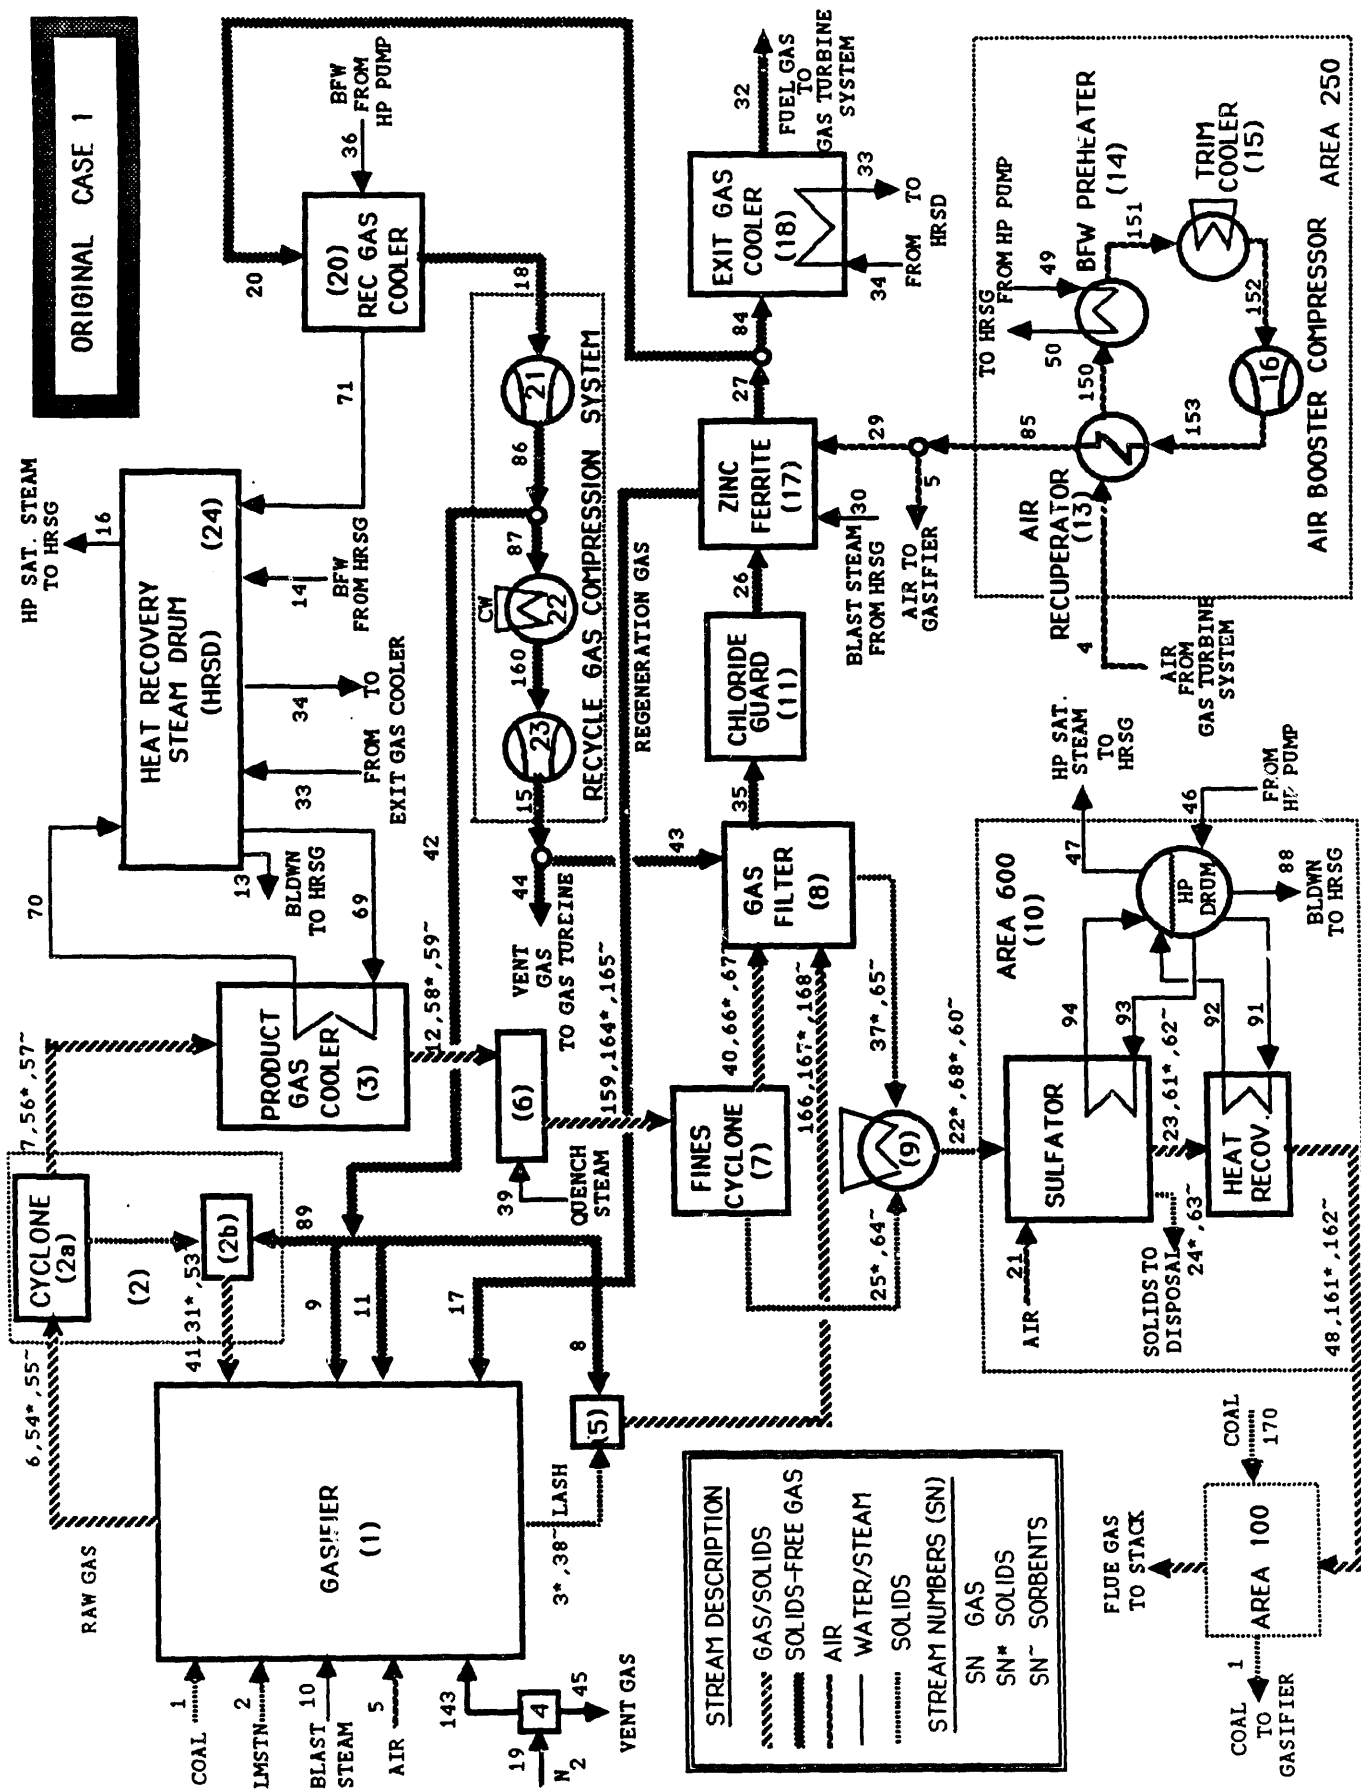 ORIGINAL CASE 1
RAW GAS
6,54*,55~
CYCLONE
(2a)
(2)
(2b)
41,31*,53
7,56*,57~
89
9
11
17
8
GASIFIER
(1)
COAL
1
LMSTN
2
BLAST
STEAM
10
AIR
5
143
19
N2
4
45
VENT GAS
3*,38~
LASH
(5)
PRODUCT
GAS
COOLER
(3)
70
69
13
BLDWN
TO HRSG
HEAT RECOVERY
STEAM DRUM
(HRSD)
(24)
HP SAT. STEAM
TO HRSG
16
14
BFW
FROM HRSG
34
TO
33
FROM
EXIT GAS COOLER
71
20
(20)
REC GAS
COOLER
36
BFW
FROM
HP PUMP
18
21
86
87
CW
22
160
23
15
RECYCLE GAS COMPRESSION SYSTEM
42
44
VENT
GAS
TO GAS TUREINE
43
12,58*,59~
(6)
39
QUENCH
STEAM
159,164*,165~
REGENERATION GAS
FINES
CYCLONE
(7)
40,66*,67~
166,167*,168~
25*,64~
GAS
FILTER
(8)
37*,65~
(9)
22*,68*,60~
35
CHLORIDE
GUARD
(11)
26
ZINC
FERRITE
(17)
BLAST STEAM
FROM HRSG
30
29
27
84
EXIT GAS
COOLER
(18)
32
FUEL GAS
TO
GAS TURBINE
SYSTEM
34
FROM
33
TO
HRSD
AIR TO
GASIFIER
5
85
AIR
RECUPERATOR
(13)
4
AIR
FROM
GAS TURBINE
SYSTEM
150
TO HRSG
50
FROM HP PUMP
49
BFW PREHEATER
(14)
151
TRIM
COOLER
(15)
152
16
153
AIR BOOSTER COMPRESSOR
AREA 250
AREA 600
(10)
SULFATOR
21
AIR
94
93
92
91
HP
DRUM
47
HP SAT.
STEAM
TO
HRSG
46
FROM
HP PUMP
88
BLDWN
TO HRSG
23,61*,62~
SOLIDS TO
DISPOSAL
24*,63~
HEAT
RECOV.
48,161*,162~
AREA 100
COAL
170
COAL
TO
GASIFIER
1
FLUE GAS
TO STACK
STREAM DESCRIPTION
GAS/SOLIDS
SOLIDS-FREE GAS
AIR
WATER/STEAM
SOLIDS
STREAM NUMBERS (SN)
SN GAS
SN* SOLIDS
SN~ SORBENTS